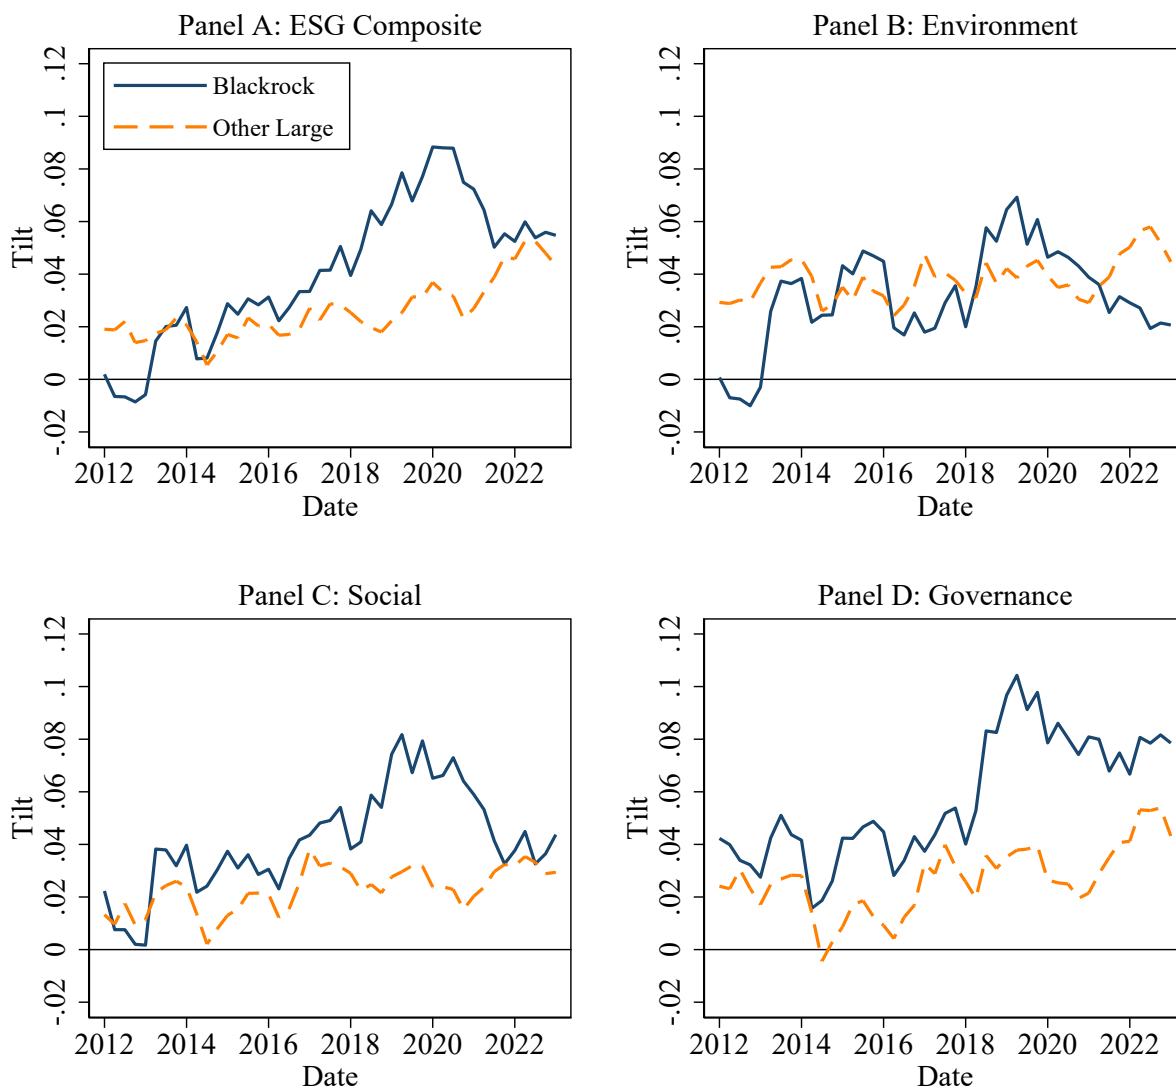 Panel A: ESG Composite
Tilt
.12
.1
.08
.06
.04
.02
0
-.02
Blackrock
Other Large
2012 2014 2016 2018 2020 2022
Date
Panel B: Environment
Tilt
.12
.1
.08
.06
.04
.02
0
-.02
2012 2014 2016 2018 2020 2022
Date
Panel C: Social
Tilt
.12
.1
.08
.06
.04
.02
0
-.02
2012 2014 2016 2018 2020 2022
Date
Panel D: Governance
Tilt
.12
.1
.08
.06
.04
.02
0
-.02
2012 2014 2016 2018 2020 2022
Date